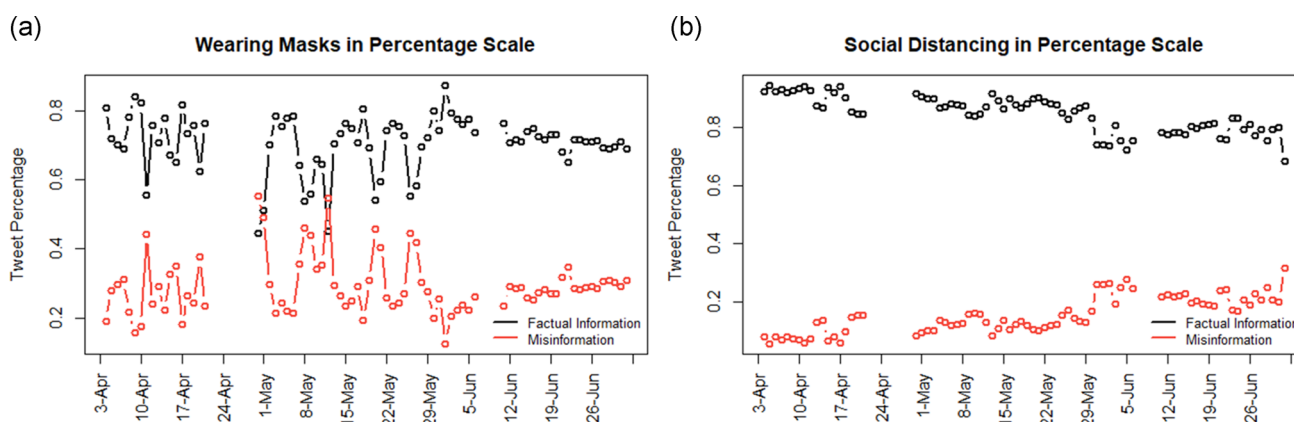 (a)
Wearing Masks in Percentage Scale
Tweet Percentage
0.8
0.6
0.4
0.2
Factual Information
Misinformation
3-Apr
10-Apr
17-Apr
24-Apr
1-May
8-May
15-May
22-May
29-May
5-Jun
12-Jun
19-Jun
26-Jun
(b)
Social Distancing in Percentage Scale
Tweet Percentage
0.8
0.6
0.4
0.2
Factual Information
Misinformation
3-Apr
10-Apr
17-Apr
24-Apr
1-May
8-May
15-May
22-May
29-May
5-Jun
12-Jun
19-Jun
26-Jun